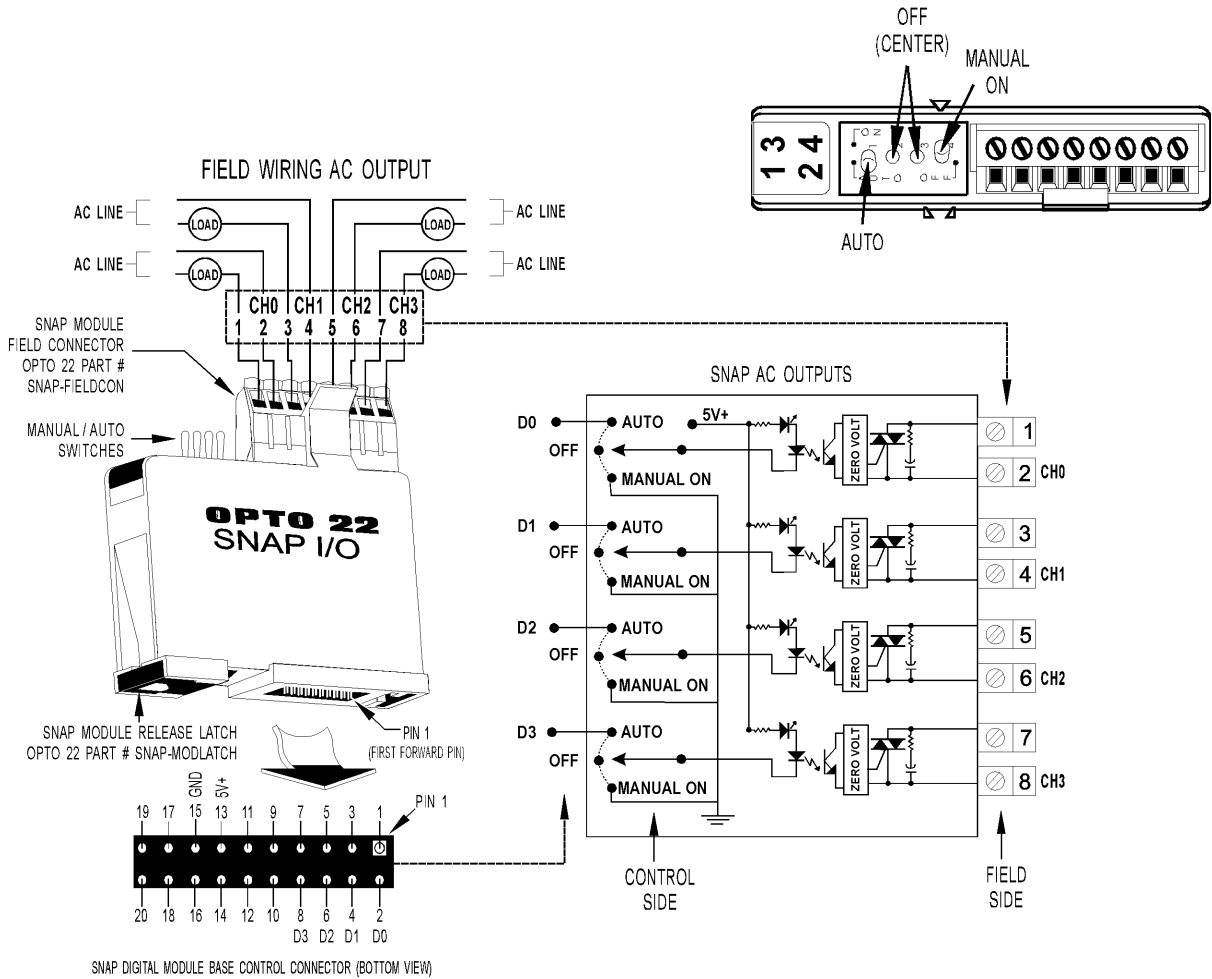 OFF
(CENTER)
MANUAL
ON
1 3
2 4
O N
1 2 3 4
A U T O
O F F
AUTO
FIELD WIRING AC OUTPUT
AC LINE
LOAD
LOAD
AC LINE
AC LINE
LOAD
LOAD
AC LINE
CH0 CH1 CH2 CH3
1 2 3 4 5 6 7 8
SNAP MODULE
FIELD CONNECTOR
OPTO 22 PART #
SNAP-FIELDCON
MANUAL / AUTO
SWITCHES
OPTO 22
SNAP I/O
SNAP MODULE RELEASE LATCH
OPTO 22 PART # SNAP-MODLATCH
PIN 1
(FIRST FORWARD PIN)
GND
5V+
PIN 1
19 17 15 13 11 9 7 5 3 1
20 18 16 14 12 10 8 6 4 2
D3 D2 D1 D0
SNAP DIGITAL MODULE BASE CONTROL CONNECTOR (BOTTOM VIEW)
SNAP AC OUTPUTS
D0
AUTO
5V+
OFF
MANUAL ON
ZERO VOLT
1
2 CH0
D1
AUTO
OFF
MANUAL ON
ZERO VOLT
3
4 CH1
D2
AUTO
OFF
MANUAL ON
ZERO VOLT
5
6 CH2
D3
AUTO
OFF
MANUAL ON
ZERO VOLT
7
8 CH3
CONTROL
SIDE
FIELD
SIDE